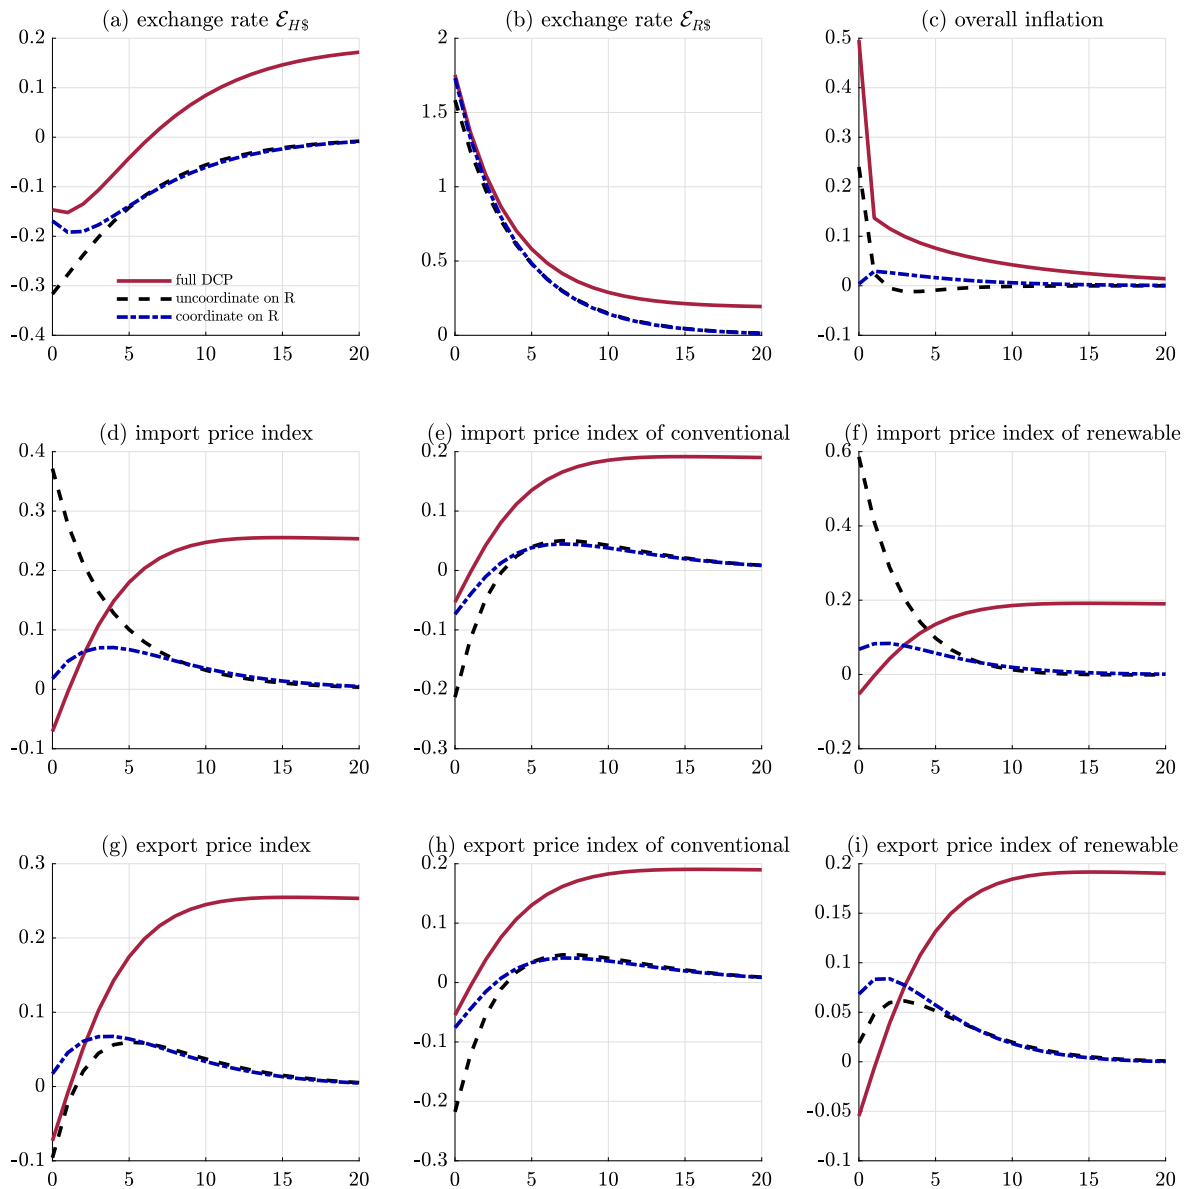 (a) exchange rate ℰ_{H$}
(b) exchange rate ℰ_{R$}
(c) overall inflation
0.2
0.1
0
-0.1
-0.2
-0.3
-0.4
full DCP
uncoordinate on R
coordinate on R
0 5 10 15 20
2
1.5
1
0.5
0
0 5 10 15 20
0.5
0.4
0.3
0.2
0.1
0
-0.1
0 5 10 15 20
(d) import price index
(e) import price index of conventional
(f) import price index of renewable
0.4
0.3
0.2
0.1
0
-0.1
0 5 10 15 20
0.2
0.1
0
-0.1
-0.2
-0.3
0 5 10 15 20
0.6
0.4
0.2
0
-0.2
0 5 10 15 20
(g) export price index
(h) export price index of conventional
(i) export price index of renewable
0.3
0.2
0.1
0
-0.1
0 5 10 15 20
0.2
0.1
0
-0.1
-0.2
-0.3
0 5 10 15 20
0.2
0.15
0.1
0.05
0
-0.05
-0.1
0 5 10 15 20